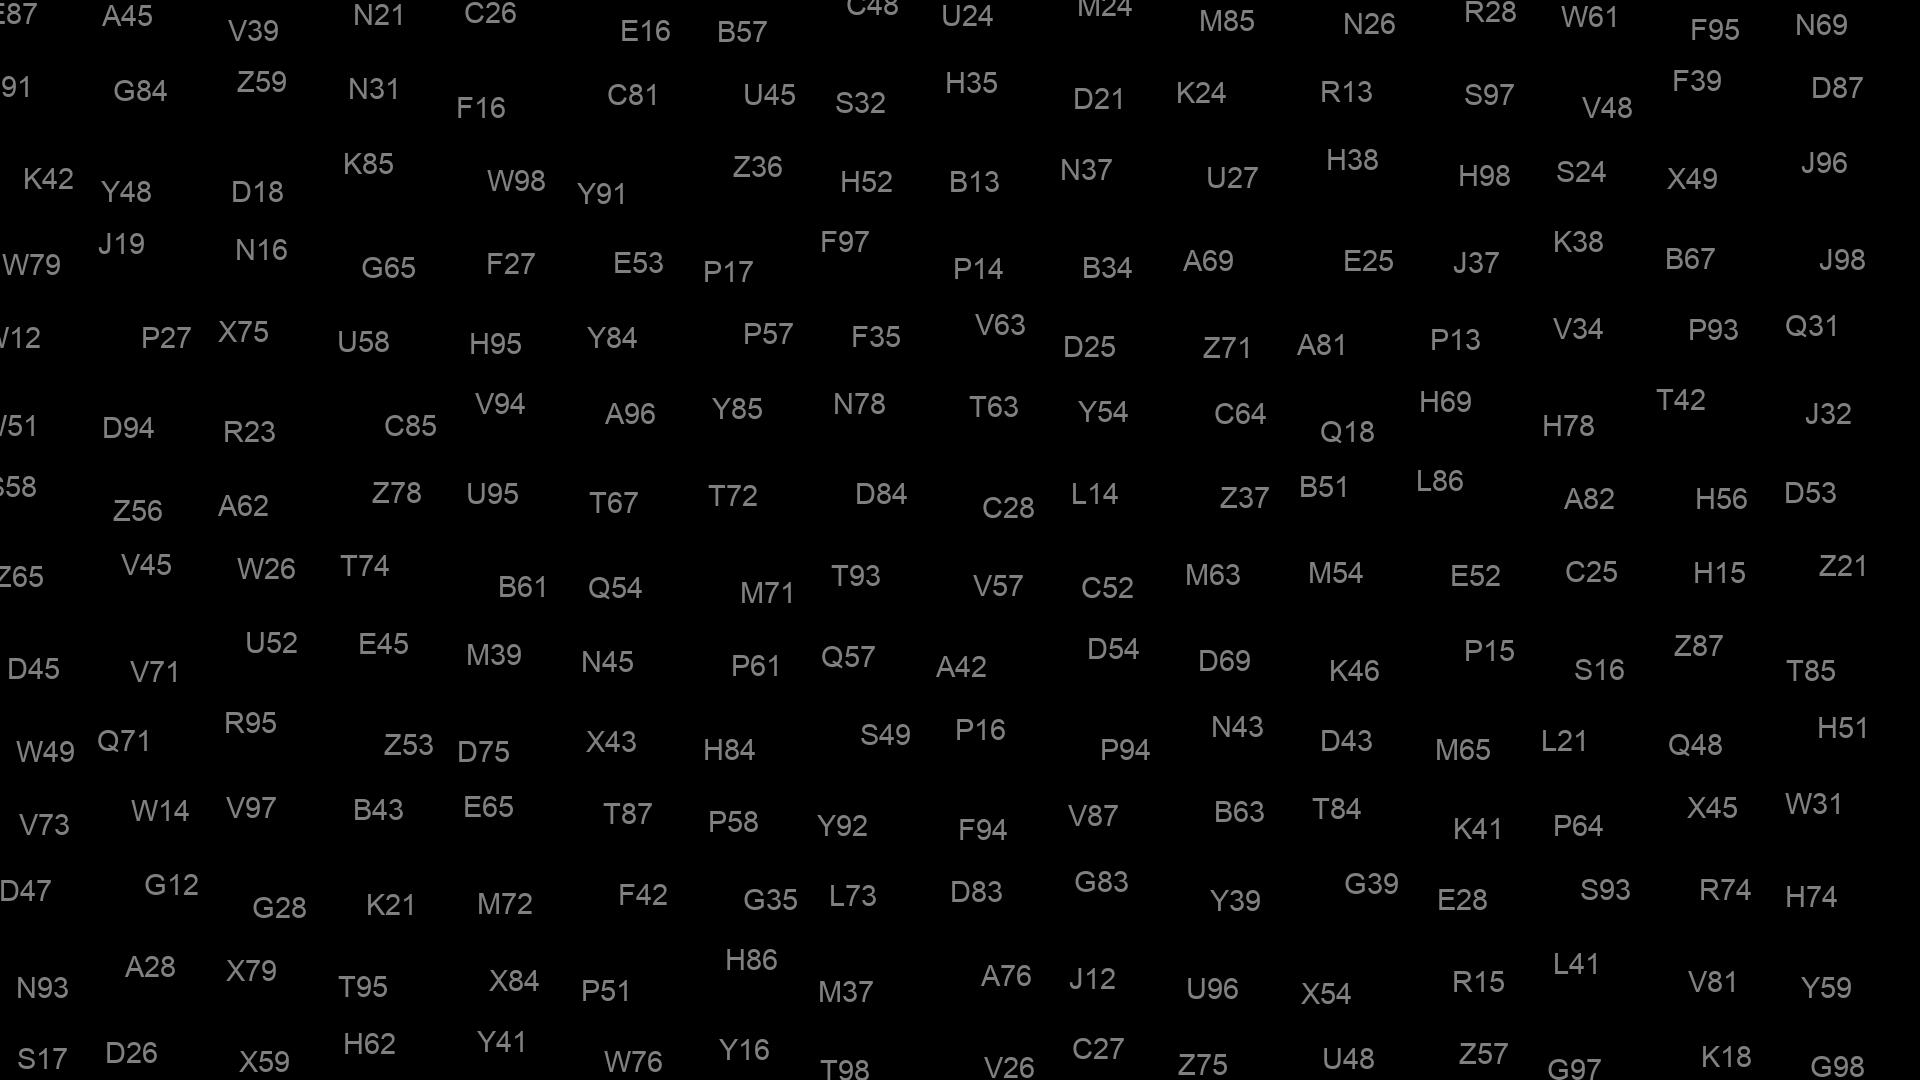 E87 A45 V39 N21 C26 E16 B57 C48 U24 M24 M85 N26 R28 W61 F95 N69
91 G84 Z59 N31 F16 C81 U45 S32 H35 D21 K24 R13 S97 V48 F39 D87
K42 Y48 D18 K85 W98 Y91 Z36 H52 B13 N37 U27 H38 H98 S24 X49 J96
W79 J19 N16 G65 F27 E53 P17 F97 P14 B34 A69 E25 J37 K38 B67 J98
W12 P27 X75 U58 H95 Y84 P57 F35 V63 D25 Z71 A81 P13 V34 P93 Q31
W51 D94 R23 C85 V94 A96 Y85 N78 T63 Y54 C64 Q18 H69 H78 T42 J32
S58 Z56 A62 Z78 U95 T67 T72 D84 C28 L14 Z37 B51 L86 A82 H56 D53
Z65 V45 W26 T74 B61 Q54 M71 T93 V57 C52 M63 M54 E52 C25 H15 Z21
D45 V71 U52 E45 M39 N45 P61 Q57 A42 D54 D69 K46 P15 S16 Z87 T85
W49 Q71 R95 Z53 D75 X43 H84 S49 P16 P94 N43 D43 M65 L21 Q48 H51
V73 W14 V97 B43 E65 T87 P58 Y92 F94 V87 B63 T84 K41 P64 X45 W31
D47 G12 G28 K21 M72 F42 G35 L73 D83 G83 Y39 G39 E28 S93 R74 H74
N93 A28 X79 T95 X84 P51 H86 M37 A76 J12 U96 X54 R15 L41 V81 Y59
S17 D26 X59 H62 Y41 W76 Y16 T98 V26 C27 Z75 U48 Z57 G97 K18 G98